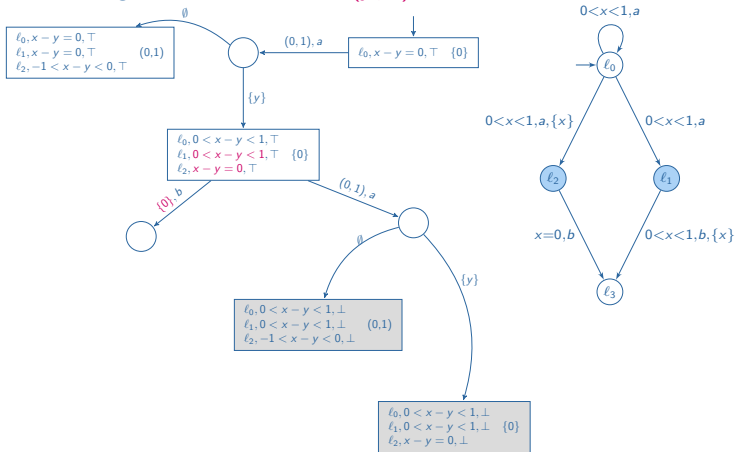 ∅
0<x<1,a
ℓ₀, x − y = 0, ⊤
ℓ₁, x − y = 0, ⊤ (0,1)
ℓ₂, −1 < x − y < 0, ⊤
(0, 1), a
ℓ₀, x − y = 0, ⊤ {0}
ℓ₀
{y}
0<x<1,a,{x}
0<x<1,a
ℓ₀, 0 < x − y < 1, ⊤
ℓ₁, 0 < x − y < 1, ⊤ {0}
ℓ₂, x − y = 0, ⊤
{0}, b
(0, 1), a
ℓ₂
ℓ₁
x=0,b
0<x<1,b,{x}
∅
{y}
ℓ₃
ℓ₀, 0 < x − y < 1, ⊥
ℓ₁, 0 < x − y < 1, ⊥ (0,1)
ℓ₂, −1 < x − y < 0, ⊥
ℓ₀, 0 < x − y < 1, ⊥
ℓ₁, 0 < x − y < 1, ⊥ {0}
ℓ₂, x − y = 0, ⊥